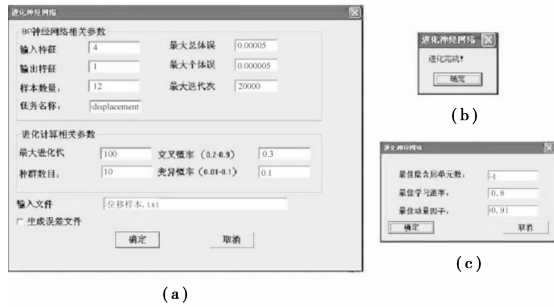 进化神经网络
BP神经网络相关参数
输入特征 4 最大总体误 0.00005
输出特征 1 最大个体误 0.000005
样本数量: 12 最大迭代次 20000
任务名称: displacement
进化计算相关参数
最大进化代 100 交叉概率 (0.2-0.9) 0.3
种群数目: 10 变异概率 (0.01-0.1) 0.1
输入文件 位移样本.txt
生成误差文件
确定 取消
(a)
进化神经网络
进化完成!
确定
(b)
进化神经网络
最佳隐含层单元数: 4
最佳学习速率: 0.8
最佳动量因子: 0.91
确定 取消
(c)